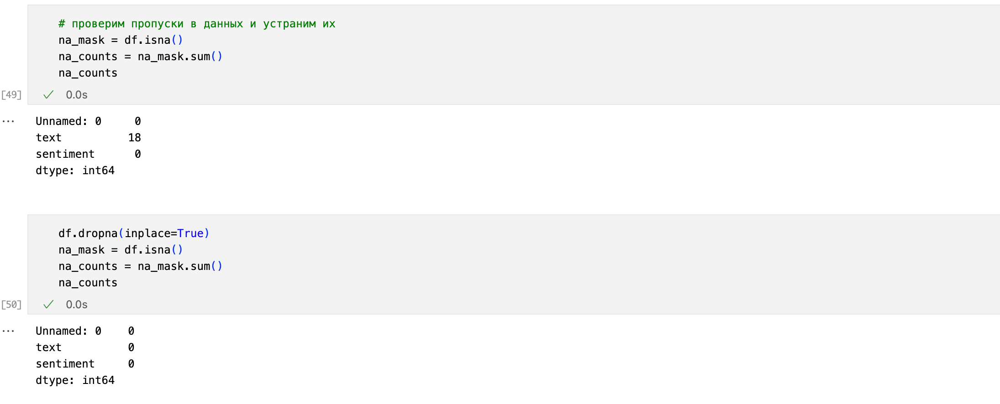 # проверим пропуски в данных и устраним их
na_mask = df.isna()
na_counts = na_mask.sum()
na_counts
[49]
0.0s
...
Unnamed: 0     0
text          18
sentiment      0
dtype: int64
df.dropna(inplace=True)
na_mask = df.isna()
na_counts = na_mask.sum()
na_counts
[50]
0.0s
...
Unnamed: 0    0
text          0
sentiment     0
dtype: int64